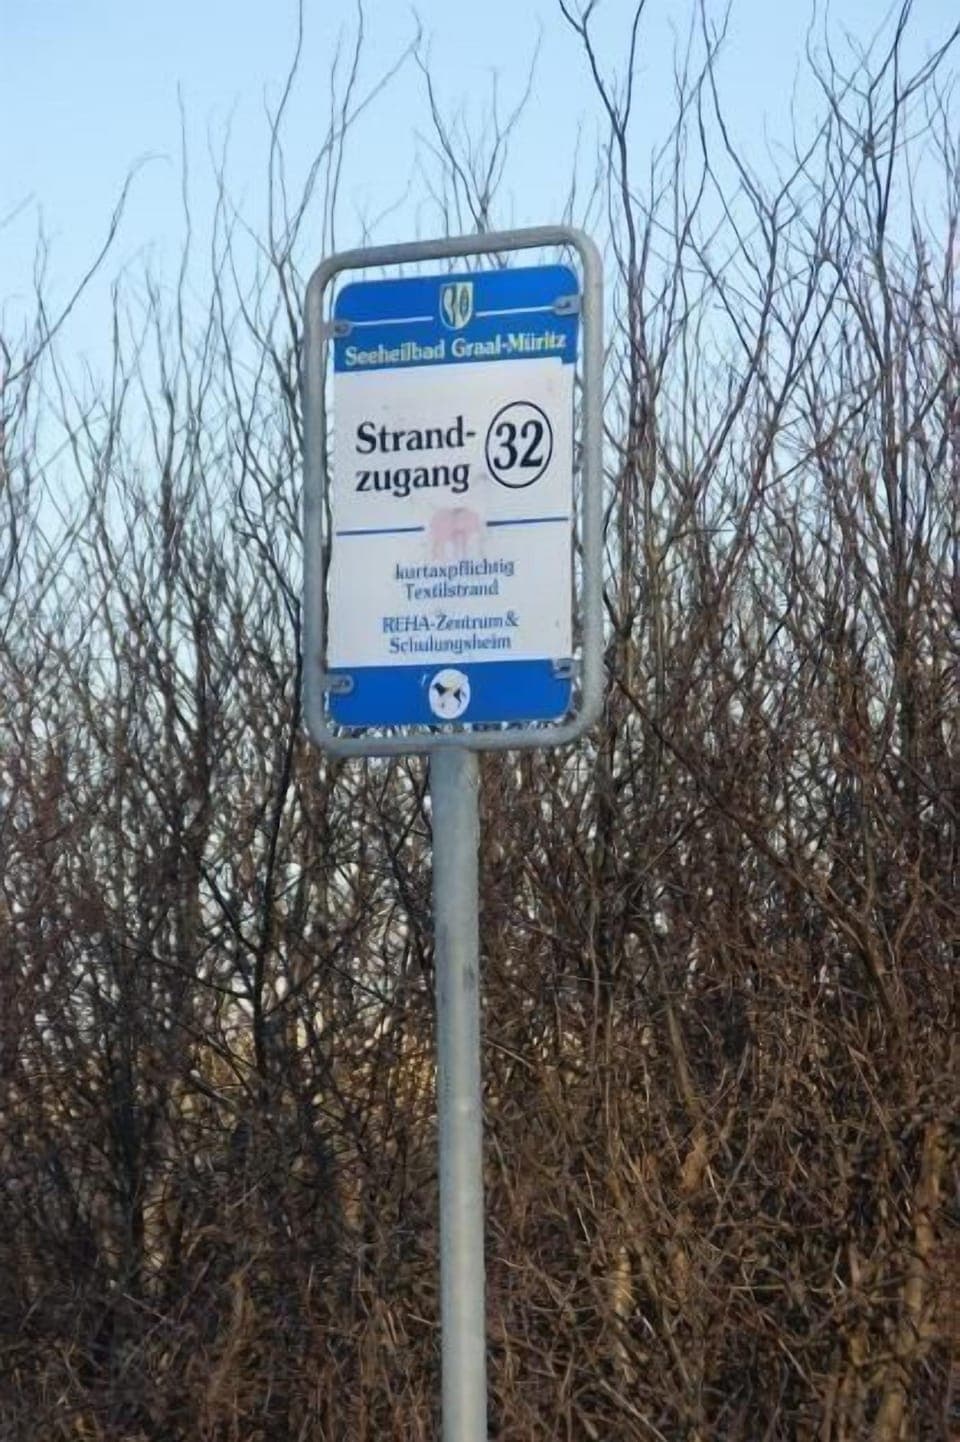 Seeheilbad Graal-Müritz
Strand-
zugang 32
kurtaxpflichtig
Textilstrand
REHA-Zentrum &
Schulungsheim